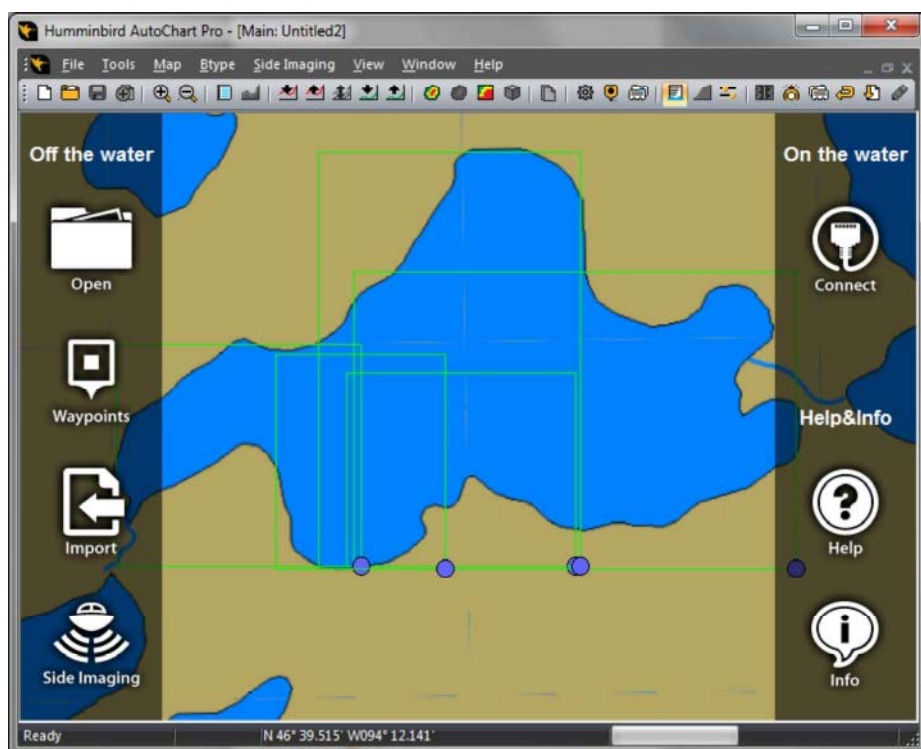 Humminbird AutoChart Pro - [Main: Untitled2]
File Tools Map Btype Side Imaging View Window Help
Off the water
Open
Waypoints
Import
Side Imaging
On the water
Connect
Help&Info
Help
Info
Ready N 46° 39.515' W094° 12.141'